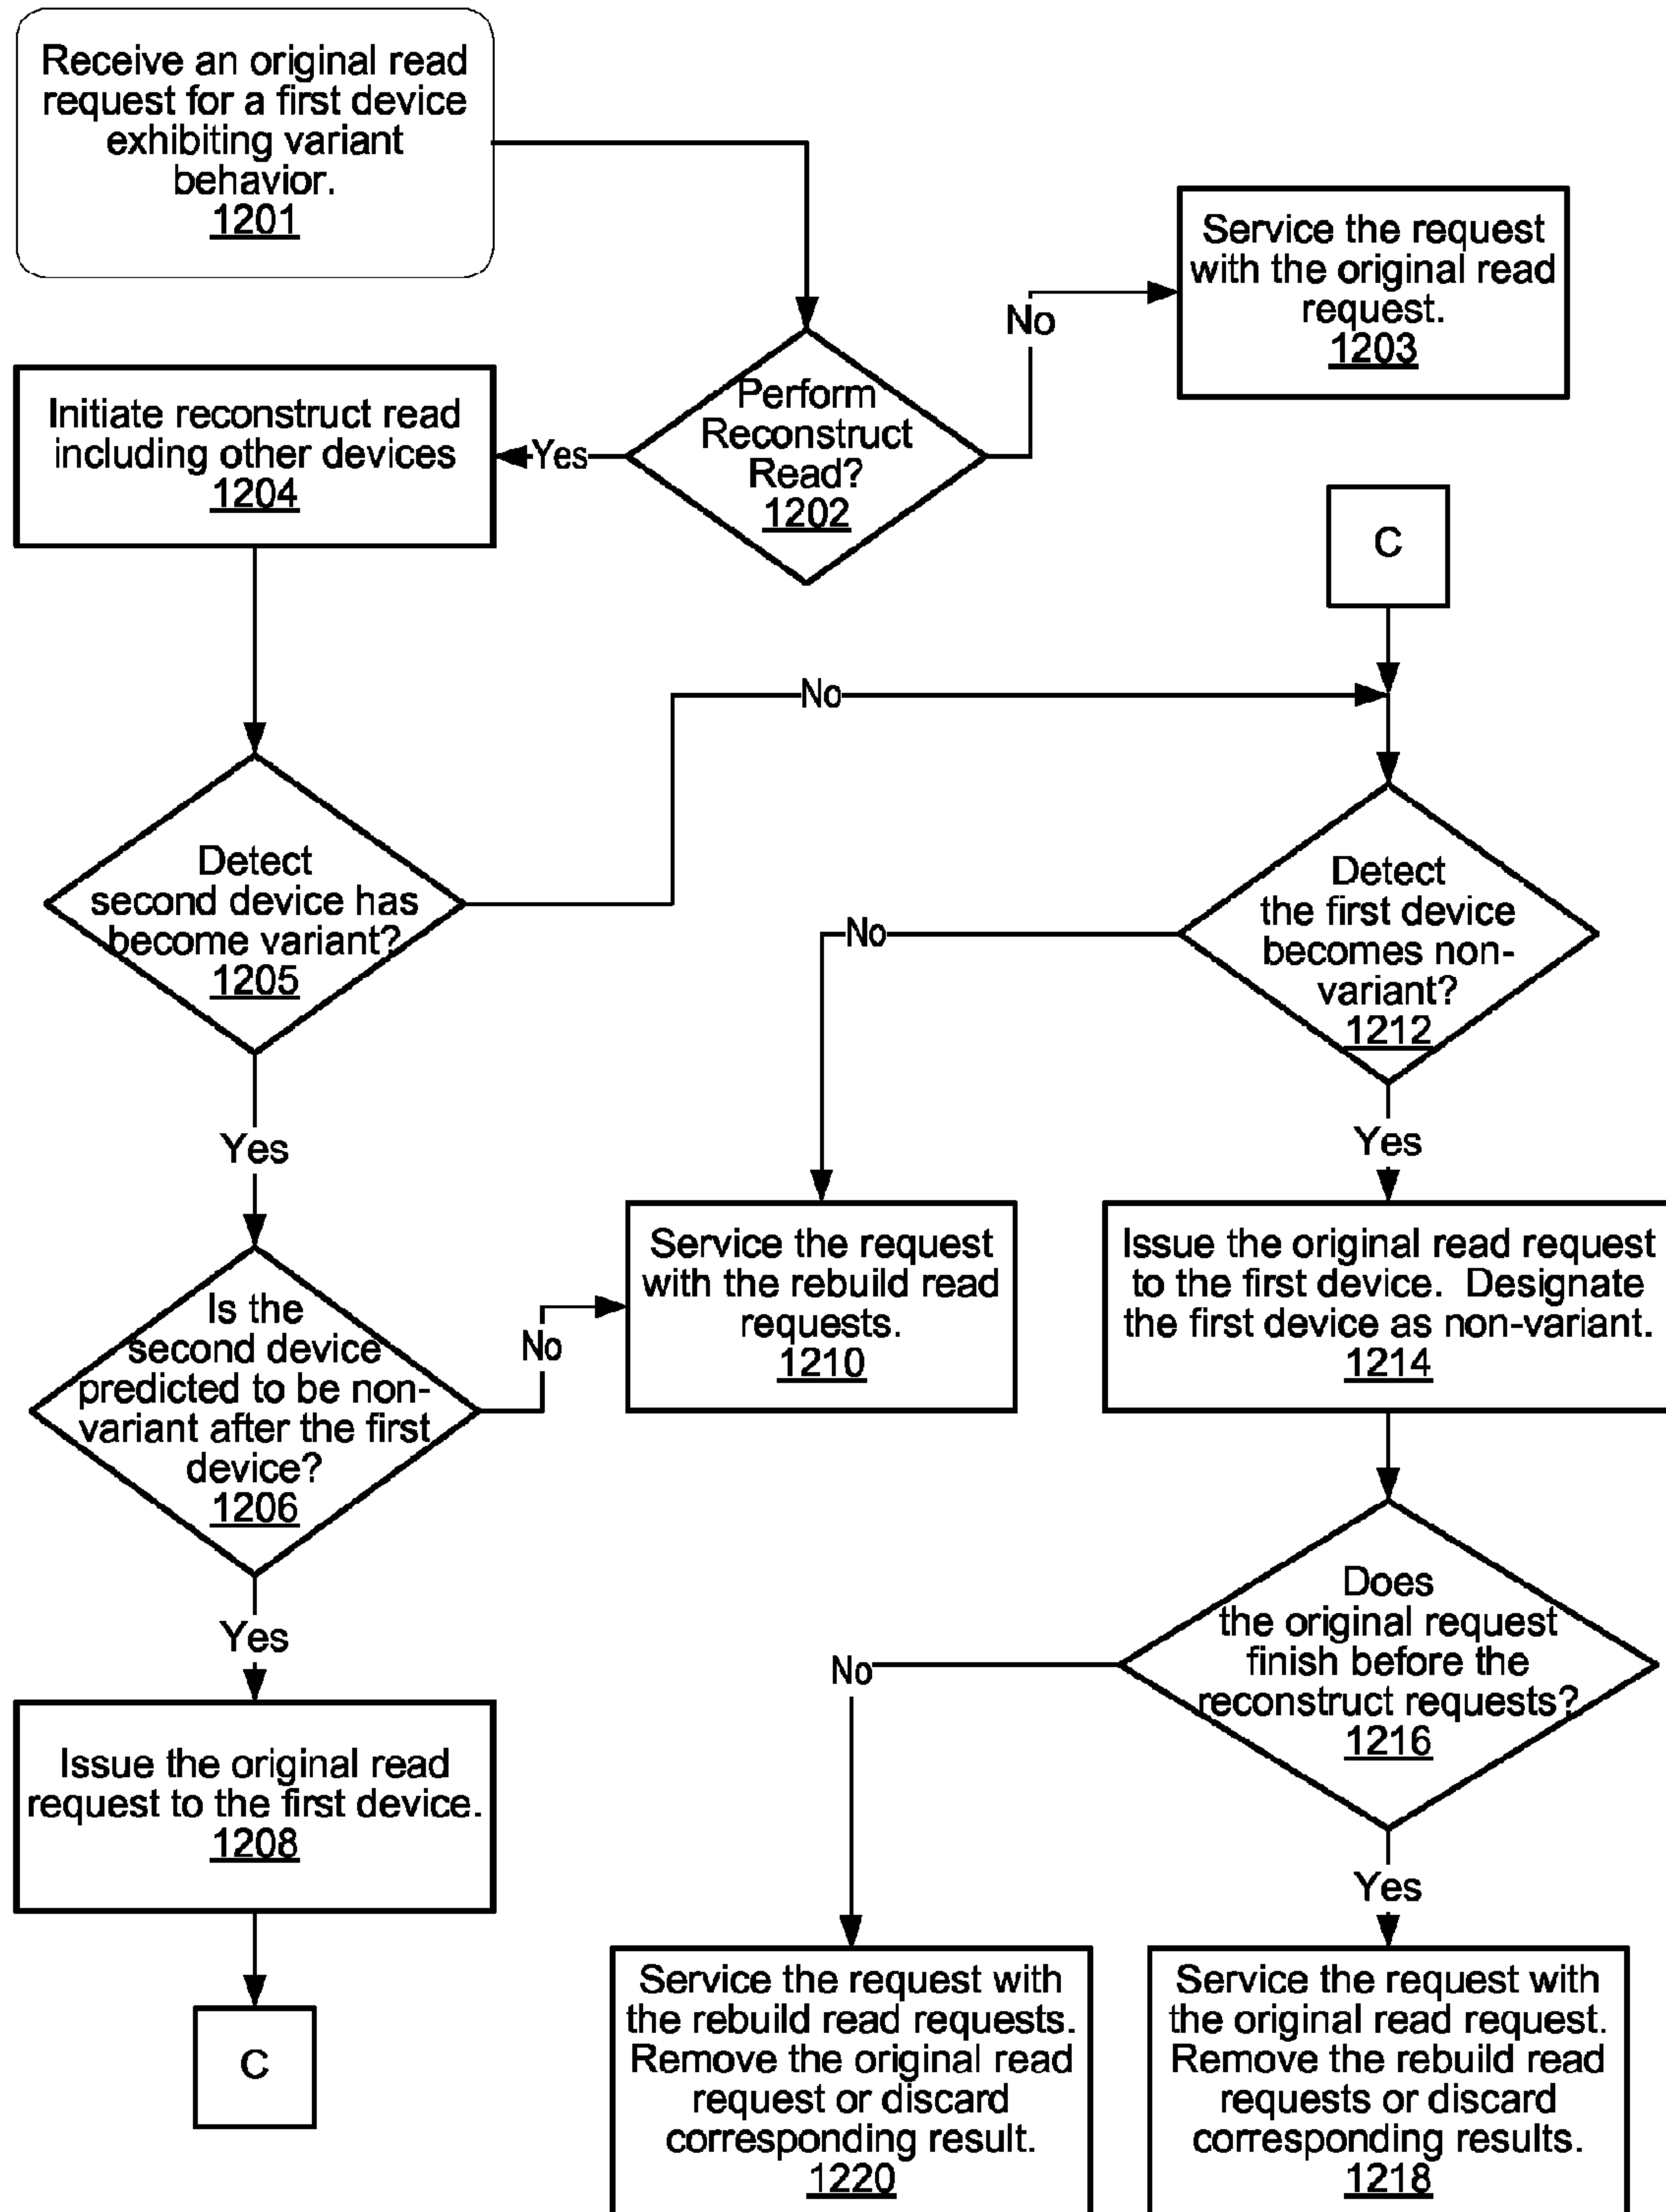 Receive an original read
request for a first device
exhibiting variant
behavior.
1201
Service the request
with the original read
request.
1203
No
Perform
Reconstruct
Read?
1202
Yes
Initiate reconstruct read
including other devices
1204
C
No
Detect
second device has
become variant?
1205
Detect
the first device
becomes non-
variant?
1212
No
Yes
Yes
Service the request
with the rebuild read
requests.
1210
Issue the original read request
to the first device. Designate
the first device as non-variant.
1214
Is the
second device
predicted to be non-
variant after the first
device?
1206
No
Yes
Does
the original request
finish before the
reconstruct requests?
1216
No
Yes
Issue the original read
request to the first device.
1208
C
Service the request with
the rebuild read requests.
Remove the original read
request or discard
corresponding result.
1220
Service the request with
the original read request.
Remove the rebuild read
requests or discard
corresponding results.
1218